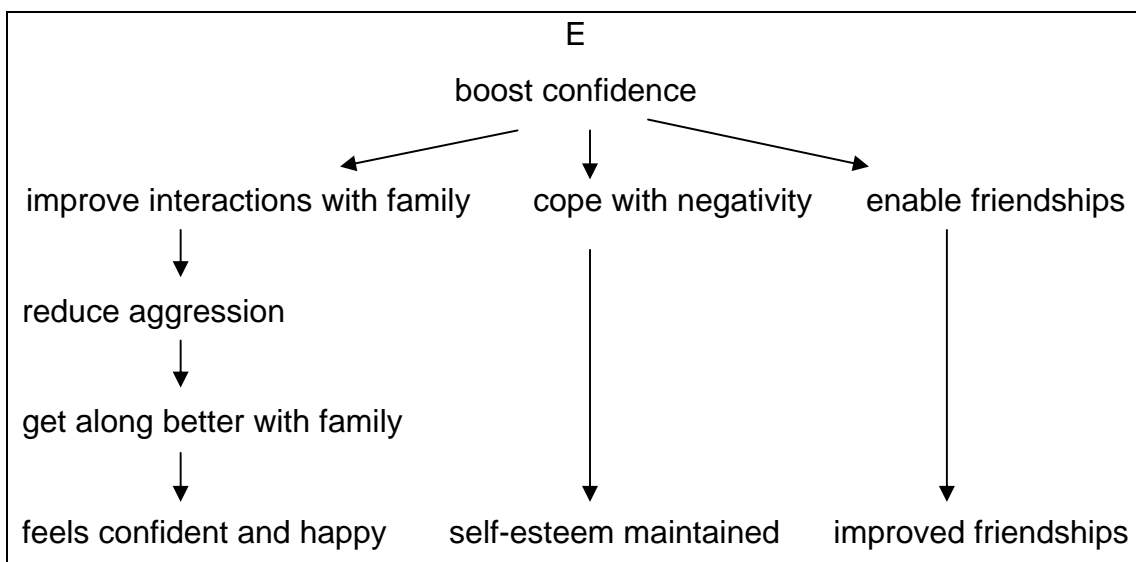 E
boost confidence
improve interactions with family
cope with negativity
enable friendships
reduce aggression
get along better with family
feels confident and happy
self-esteem maintained
improved friendships